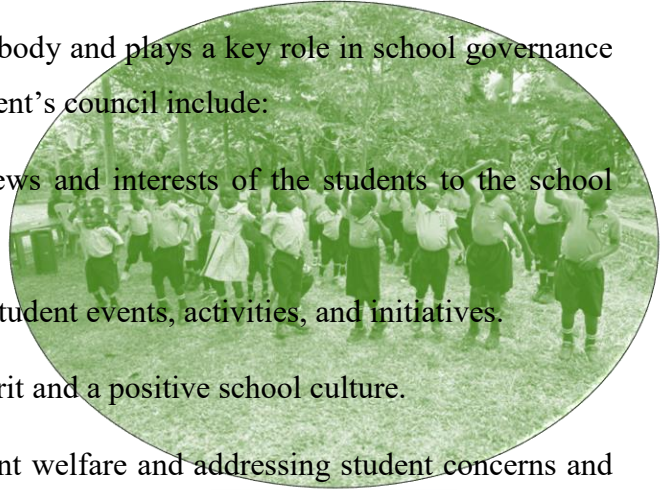 body and plays a key role in school governance
ent’s council include:
ews and interests of the students to the school
tudent events, activities, and initiatives.
rit and a positive school culture.
nt welfare and addressing student concerns and